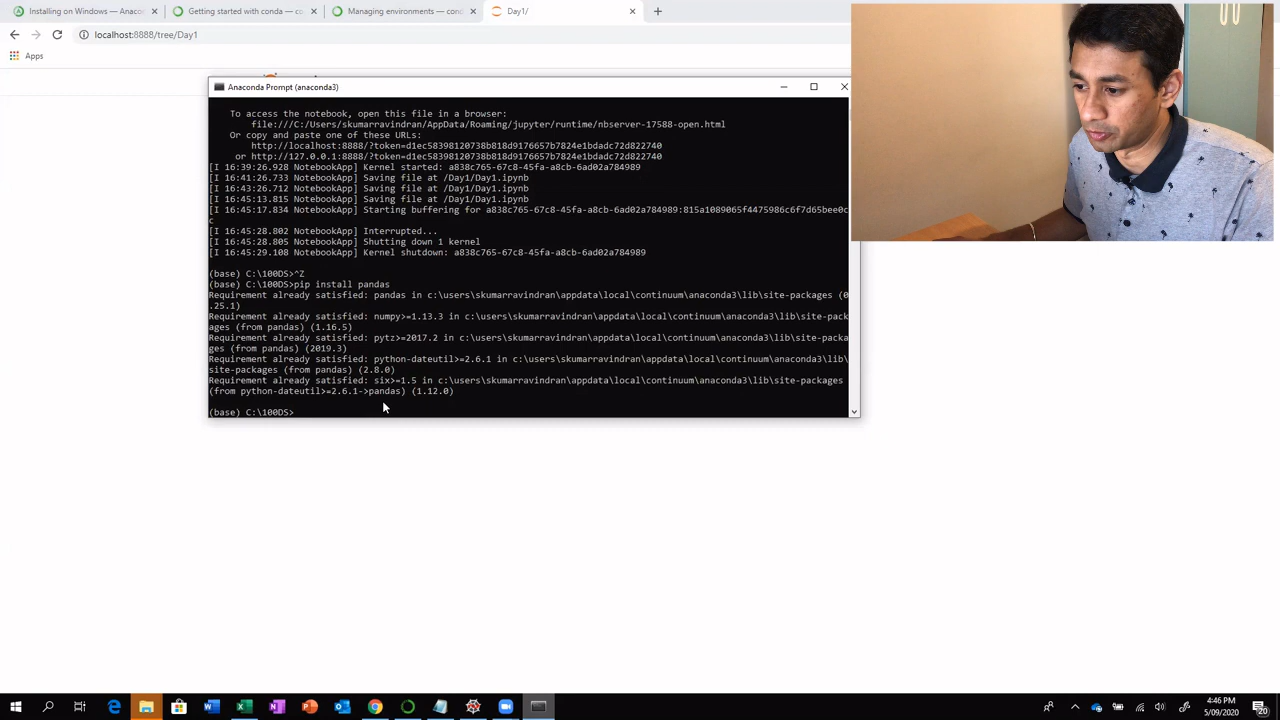 Installing on Windows — Anaco
Getting started with conda — co
Managing environments — cond
Day1/
localhost:8888/tree/Day1
Apps
Anaconda Prompt (anaconda3)
To access the notebook, open this file in a browser:
file:///C:/Users/skumarravindran/AppData/Roaming/jupyter/runtime/nbserver-17588-open.html
Or copy and paste one of these URLs:
http://localhost:8888/?token=d1ec58398120738b818d9176657b7824e1bdadc72d822740
or http://127.0.0.1:8888/?token=d1ec58398120738b818d9176657b7824e1bdadc72d822740
[I 16:39:26.928 NotebookApp] Kernel started: a838c765-67c8-45fa-a8cb-6ad02a784989
[I 16:41:26.733 NotebookApp] Saving file at /Day1/Day1.ipynb
[I 16:43:26.712 NotebookApp] Saving file at /Day1/Day1.ipynb
[I 16:45:13.815 NotebookApp] Saving file at /Day1/Day1.ipynb
[I 16:45:17.834 NotebookApp] Starting buffering for a838c765-67c8-45fa-a8cb-6ad02a784989:815a1089065f4475986c6f7d65bee0c
c
[I 16:45:28.802 NotebookApp] Interrupted...
[I 16:45:28.805 NotebookApp] Shutting down 1 kernel
[I 16:45:29.108 NotebookApp] Kernel shutdown: a838c765-67c8-45fa-a8cb-6ad02a784989
(base) C:\100DS>^Z
(base) C:\100DS>pip install pandas
Requirement already satisfied: pandas in c:\users\skumarravindran\appdata\local\continuum\anaconda3\lib\site-packages (0
.25.1)
Requirement already satisfied: numpy>=1.13.3 in c:\users\skumarravindran\appdata\local\continuum\anaconda3\lib\site-pack
ages (from pandas) (1.16.5)
Requirement already satisfied: pytz>=2017.2 in c:\users\skumarravindran\appdata\local\continuum\anaconda3\lib\site-packa
ges (from pandas) (2019.3)
Requirement already satisfied: python-dateutil>=2.6.1 in c:\users\skumarravindran\appdata\local\continuum\anaconda3\lib\
site-packages (from pandas) (2.8.0)
Requirement already satisfied: six>=1.5 in c:\users\skumarravindran\appdata\local\continuum\anaconda3\lib\site-packages
(from python-dateutil>=2.6.1->pandas) (1.12.0)
(base) C:\100DS>
4:46 PM
5/09/2020
20